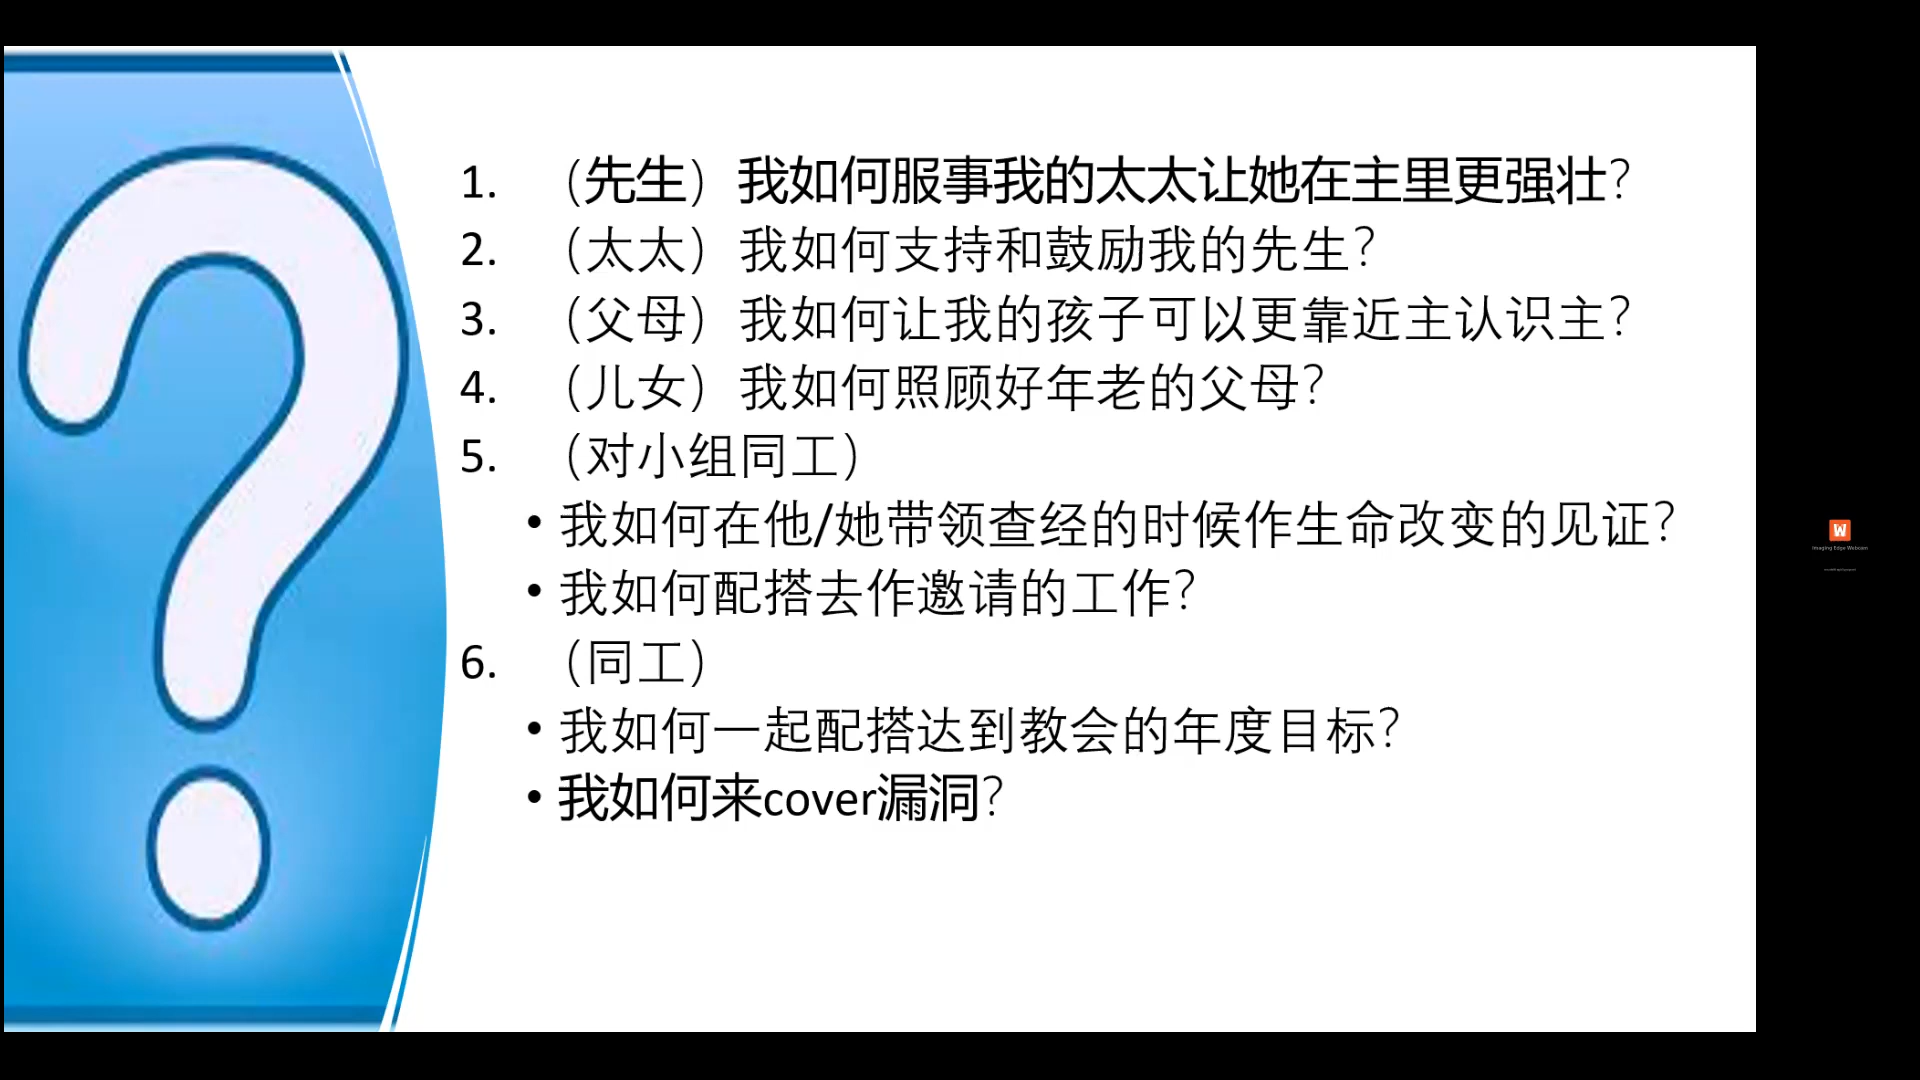 1. （先生）我如何服事我的太太让她在主里更强壮？
2. （太太）我如何支持和鼓励我的先生？
3. （父母）我如何让我的孩子可以更靠近主认识主？
4. （儿女）我如何照顾好年老的父母？
5. （对小组同工）
• 我如何在他/她带领查经的时候作生命改变的见证？
• 我如何配搭去作邀请的工作？
6. （同工）
• 我如何一起配搭达到教会的年度目标？
• 我如何来cover漏洞？
W
Imaging Edge Webcam